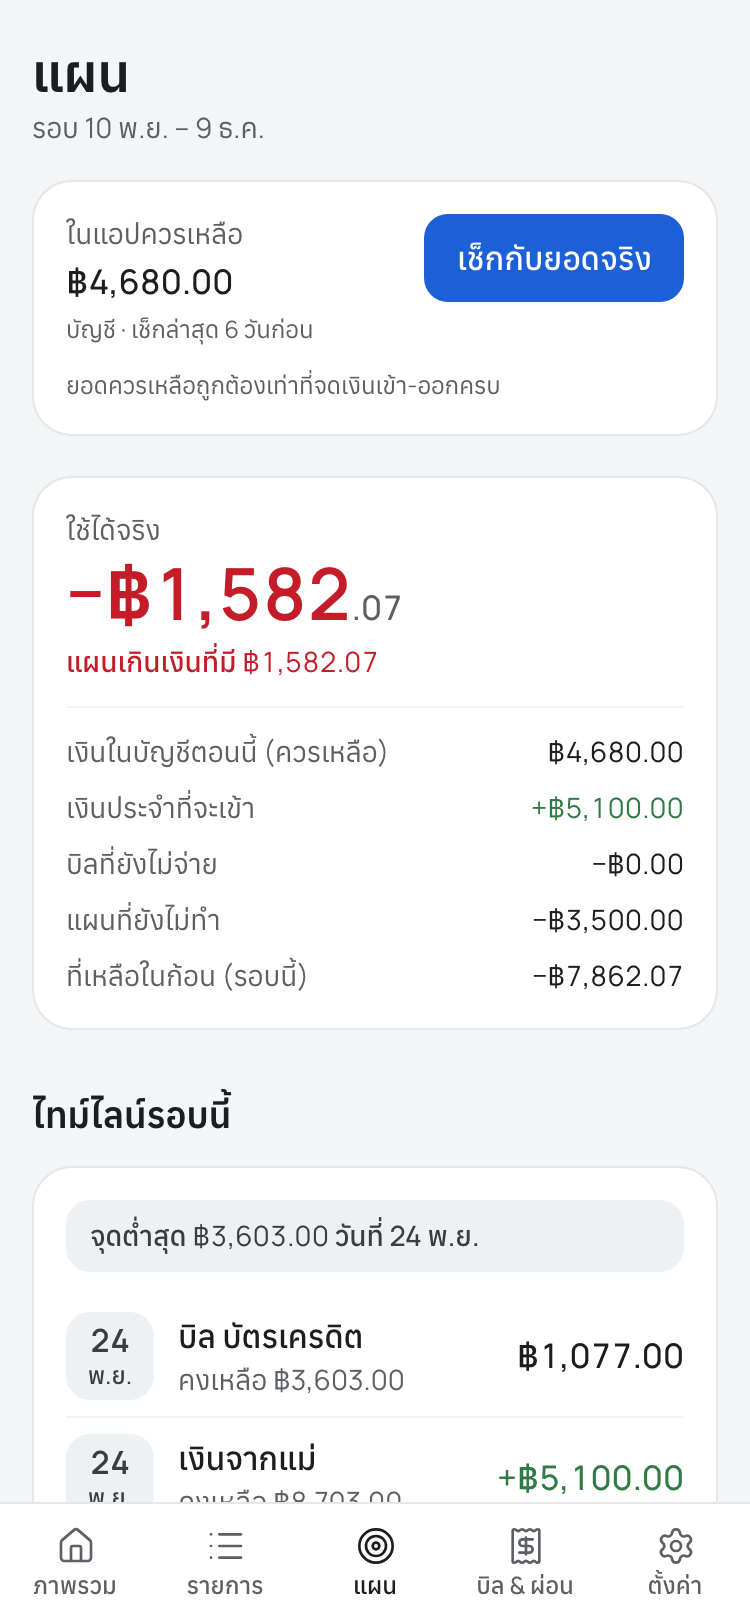 แผน
รอบ 10 พ.ย. – 9 ธ.ค.
ในแอปควรเหลือ
฿4,680.00
เช็กกับยอดจริง
บัญชี · เช็กล่าสุด 6 วันก่อน
ยอดควรเหลือถูกต้องเท่าที่จดเงินเข้า-ออกครบ
ใช้ได้จริง
−฿1,582.07
แผนเกินเงินที่มี ฿1,582.07
เงินในบัญชีตอนนี้ (ควรเหลือ) ฿4,680.00
เงินประจำที่จะเข้า +฿5,100.00
บิลที่ยังไม่จ่าย −฿0.00
แผนที่ยังไม่ทำ −฿3,500.00
ที่เหลือในก้อน (รอบนี้) −฿7,862.07
ไทม์ไลน์รอบนี้
จุดต่ำสุด ฿3,603.00 วันที่ 24 พ.ย.
24 พ.ย.
บิล บัตรเครดิต
คงเหลือ ฿3,603.00
฿1,077.00
24 พ.ย.
เงินจากแม่
คงเหลือ ฿8,703.00
+฿5,100.00
ภาพรวม
รายการ
แผน
บิล & ผ่อน
ตั้งค่า